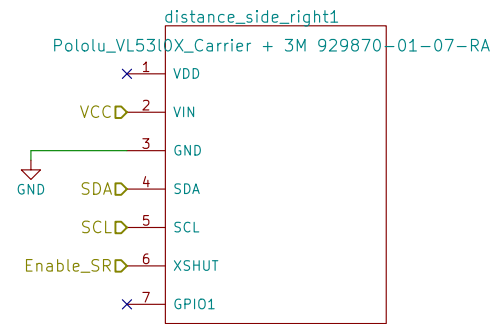 distance_side_right1
Pololu_VL53l0X_Carrier + 3M 929870-01-07-RA
1 VDD
VCC 2 VIN
3 GND
GND
SDA 4 SDA
SCL 5 SCL
Enable_SR 6 XSHUT
7 GPIO1